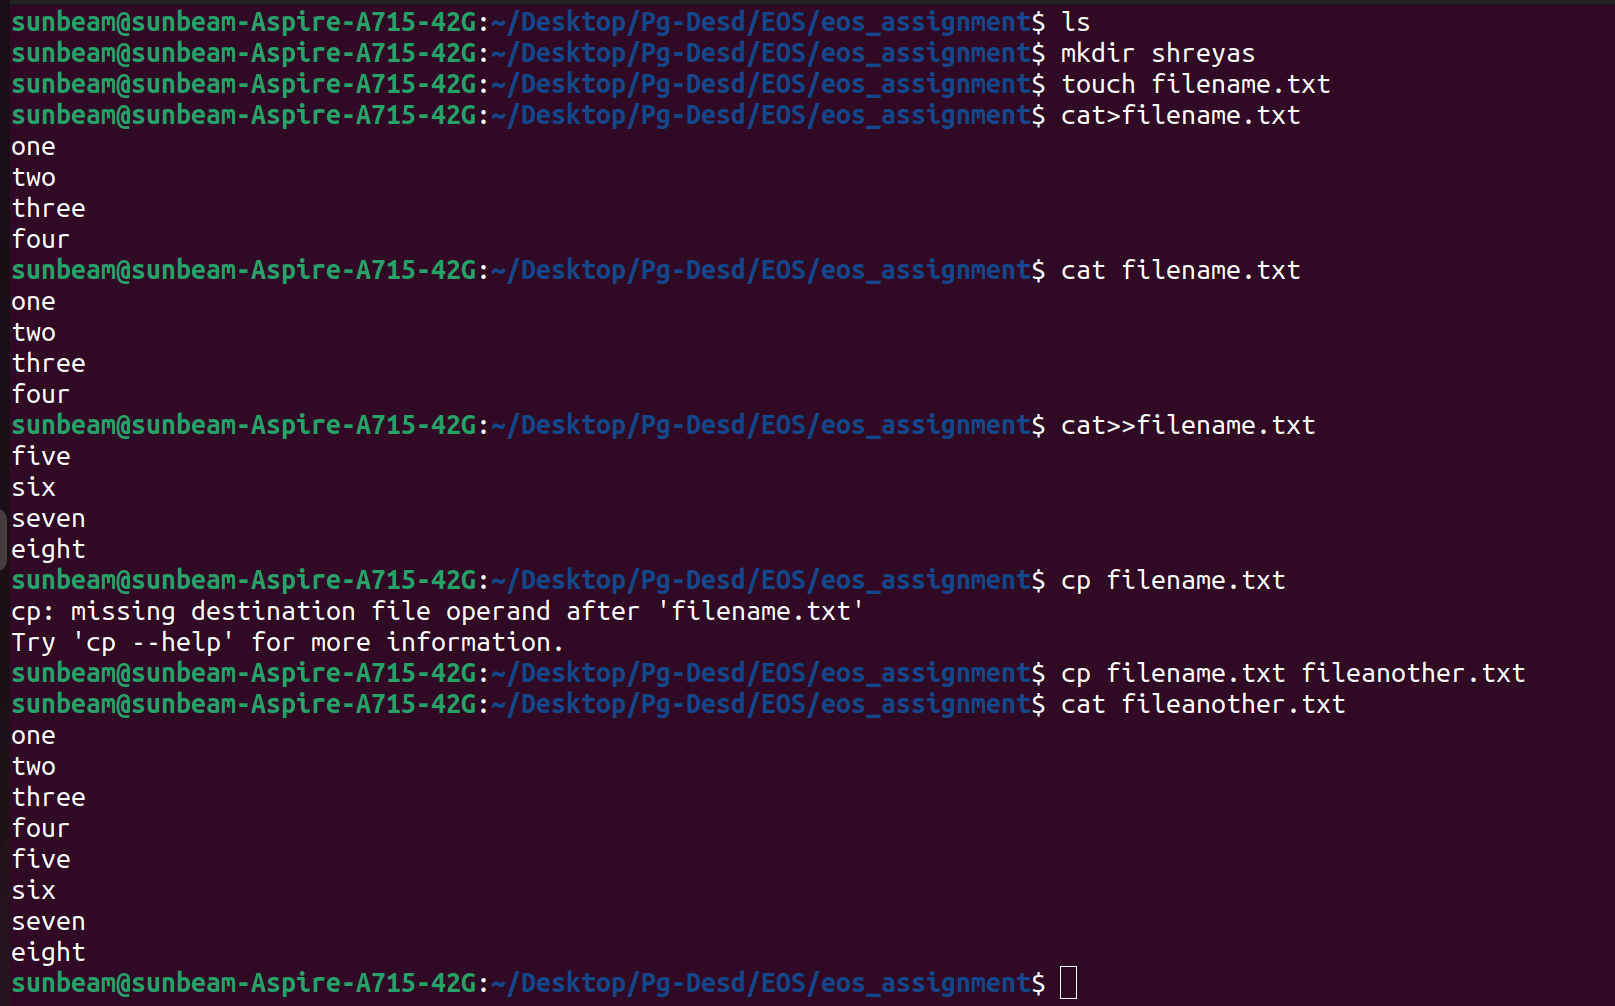 sunbeam@sunbeam-Aspire-A715-42G:~/Desktop/Pg-Desd/EOS/eos_assignment$ ls
sunbeam@sunbeam-Aspire-A715-42G:~/Desktop/Pg-Desd/EOS/eos_assignment$ mkdir shreyas
sunbeam@sunbeam-Aspire-A715-42G:~/Desktop/Pg-Desd/EOS/eos_assignment$ touch filename.txt
sunbeam@sunbeam-Aspire-A715-42G:~/Desktop/Pg-Desd/EOS/eos_assignment$ cat>filename.txt
one
two
three
four
sunbeam@sunbeam-Aspire-A715-42G:~/Desktop/Pg-Desd/EOS/eos_assignment$ cat filename.txt
one
two
three
four
sunbeam@sunbeam-Aspire-A715-42G:~/Desktop/Pg-Desd/EOS/eos_assignment$ cat>>filename.txt
five
six
seven
eight
sunbeam@sunbeam-Aspire-A715-42G:~/Desktop/Pg-Desd/EOS/eos_assignment$ cp filename.txt
cp: missing destination file operand after 'filename.txt'
Try 'cp --help' for more information.
sunbeam@sunbeam-Aspire-A715-42G:~/Desktop/Pg-Desd/EOS/eos_assignment$ cp filename.txt fileanother.txt
sunbeam@sunbeam-Aspire-A715-42G:~/Desktop/Pg-Desd/EOS/eos_assignment$ cat fileanother.txt
one
two
three
four
five
six
seven
eight
sunbeam@sunbeam-Aspire-A715-42G:~/Desktop/Pg-Desd/EOS/eos_assignment$